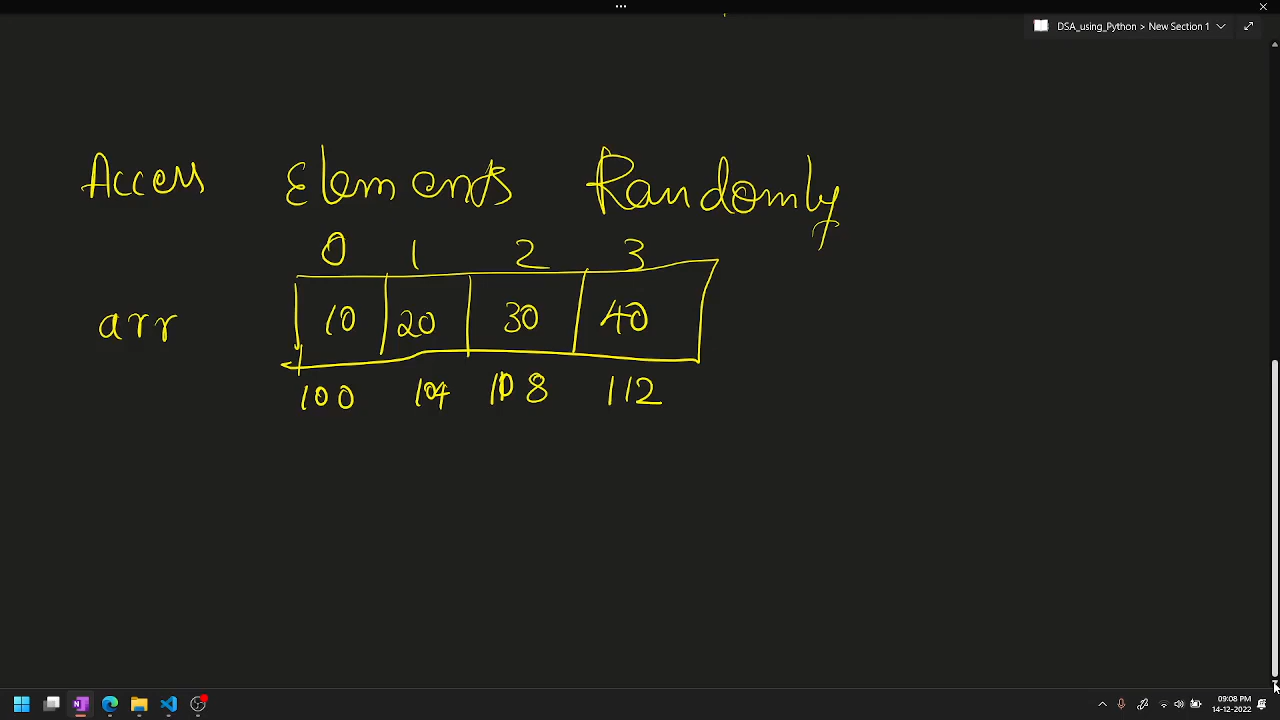 DSA_using_Python > New Section 1
Access Elements Randomly
0 1 2 3
arr 10 20 30 40
100 104 108 112
09:08 PM
14-12-2022